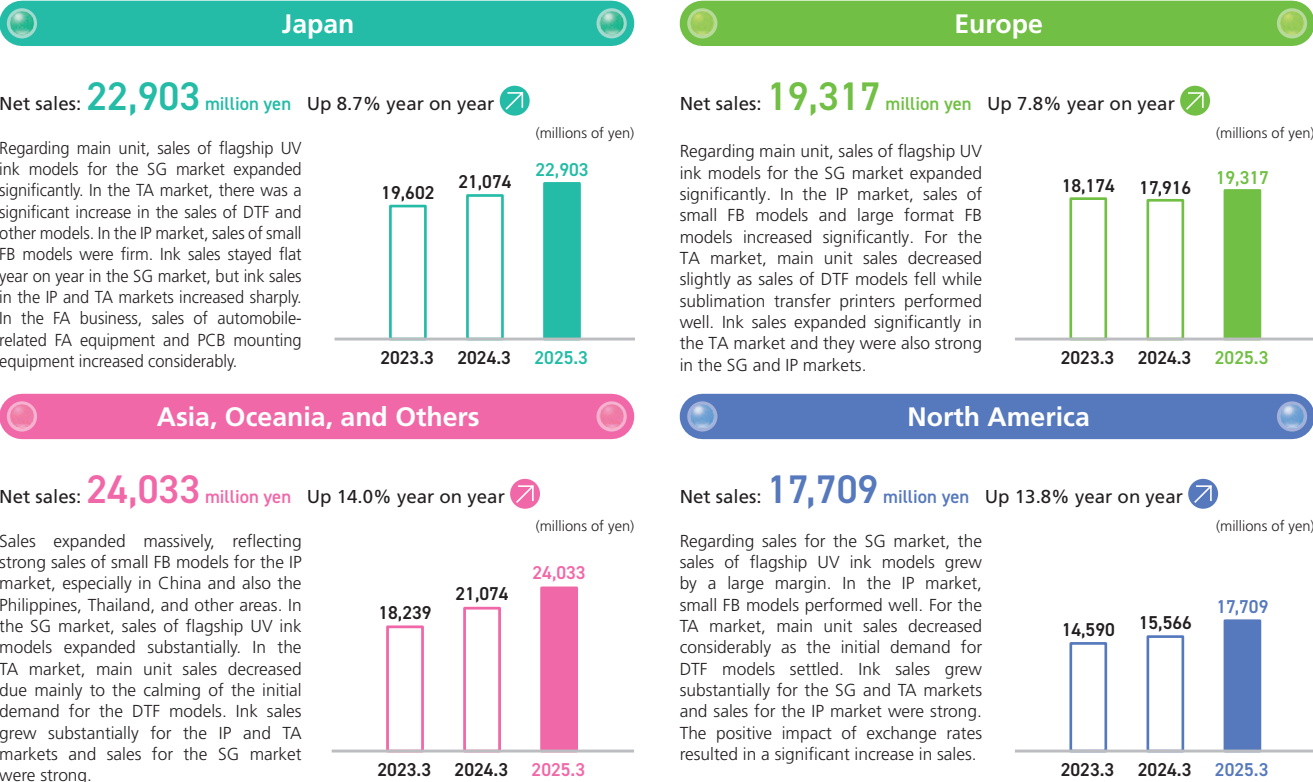 Japan
Net sales: 22,903 million yen Up 8.7% year on year
(millions of yen)
Regarding main unit, sales of flagship UV
ink models for the SG market expanded
significantly. In the TA market, there was a
significant increase in the sales of DTF and
other models. In the IP market, sales of small
FB models were firm. Ink sales stayed flat
year on year in the SG market, but ink sales
in the IP and TA markets increased sharply.
In the FA business, sales of automobile-
related FA equipment and PCB mounting
equipment increased considerably.
19,602
21,074
22,903
2023.3 2024.3 2025.3
Europe
Net sales: 19,317 million yen Up 7.8% year on year
(millions of yen)
Regarding main unit, sales of flagship UV
ink models for the SG market expanded
significantly. In the IP market, sales of
small FB models and large format FB
models increased significantly. For the
TA market, main unit sales decreased
slightly as sales of DTF models fell while
sublimation transfer printers performed
well. Ink sales expanded significantly in
the TA market and they were also strong
in the SG and IP markets.
18,174
17,916
19,317
2023.3 2024.3 2025.3
Asia, Oceania, and Others
Net sales: 24,033 million yen Up 14.0% year on year
(millions of yen)
Sales expanded massively, reflecting
strong sales of small FB models for the IP
market, especially in China and also the
Philippines, Thailand, and other areas. In
the SG market, sales of flagship UV ink
models expanded substantially. In the
TA market, main unit sales decreased
due mainly to the calming of the initial
demand for the DTF models. Ink sales
grew substantially for the IP and TA
markets and sales for the SG market
were strong.
18,239
21,074
24,033
2023.3 2024.3 2025.3
North America
Net sales: 17,709 million yen Up 13.8% year on year
(millions of yen)
Regarding sales for the SG market, the
sales of flagship UV ink models grew
by a large margin. In the IP market,
small FB models performed well. For the
TA market, main unit sales decreased
considerably as the initial demand for
DTF models settled. Ink sales grew
substantially for the SG and TA markets
and sales for the IP market were strong.
The positive impact of exchange rates
resulted in a significant increase in sales.
14,590
15,566
17,709
2023.3 2024.3 2025.3